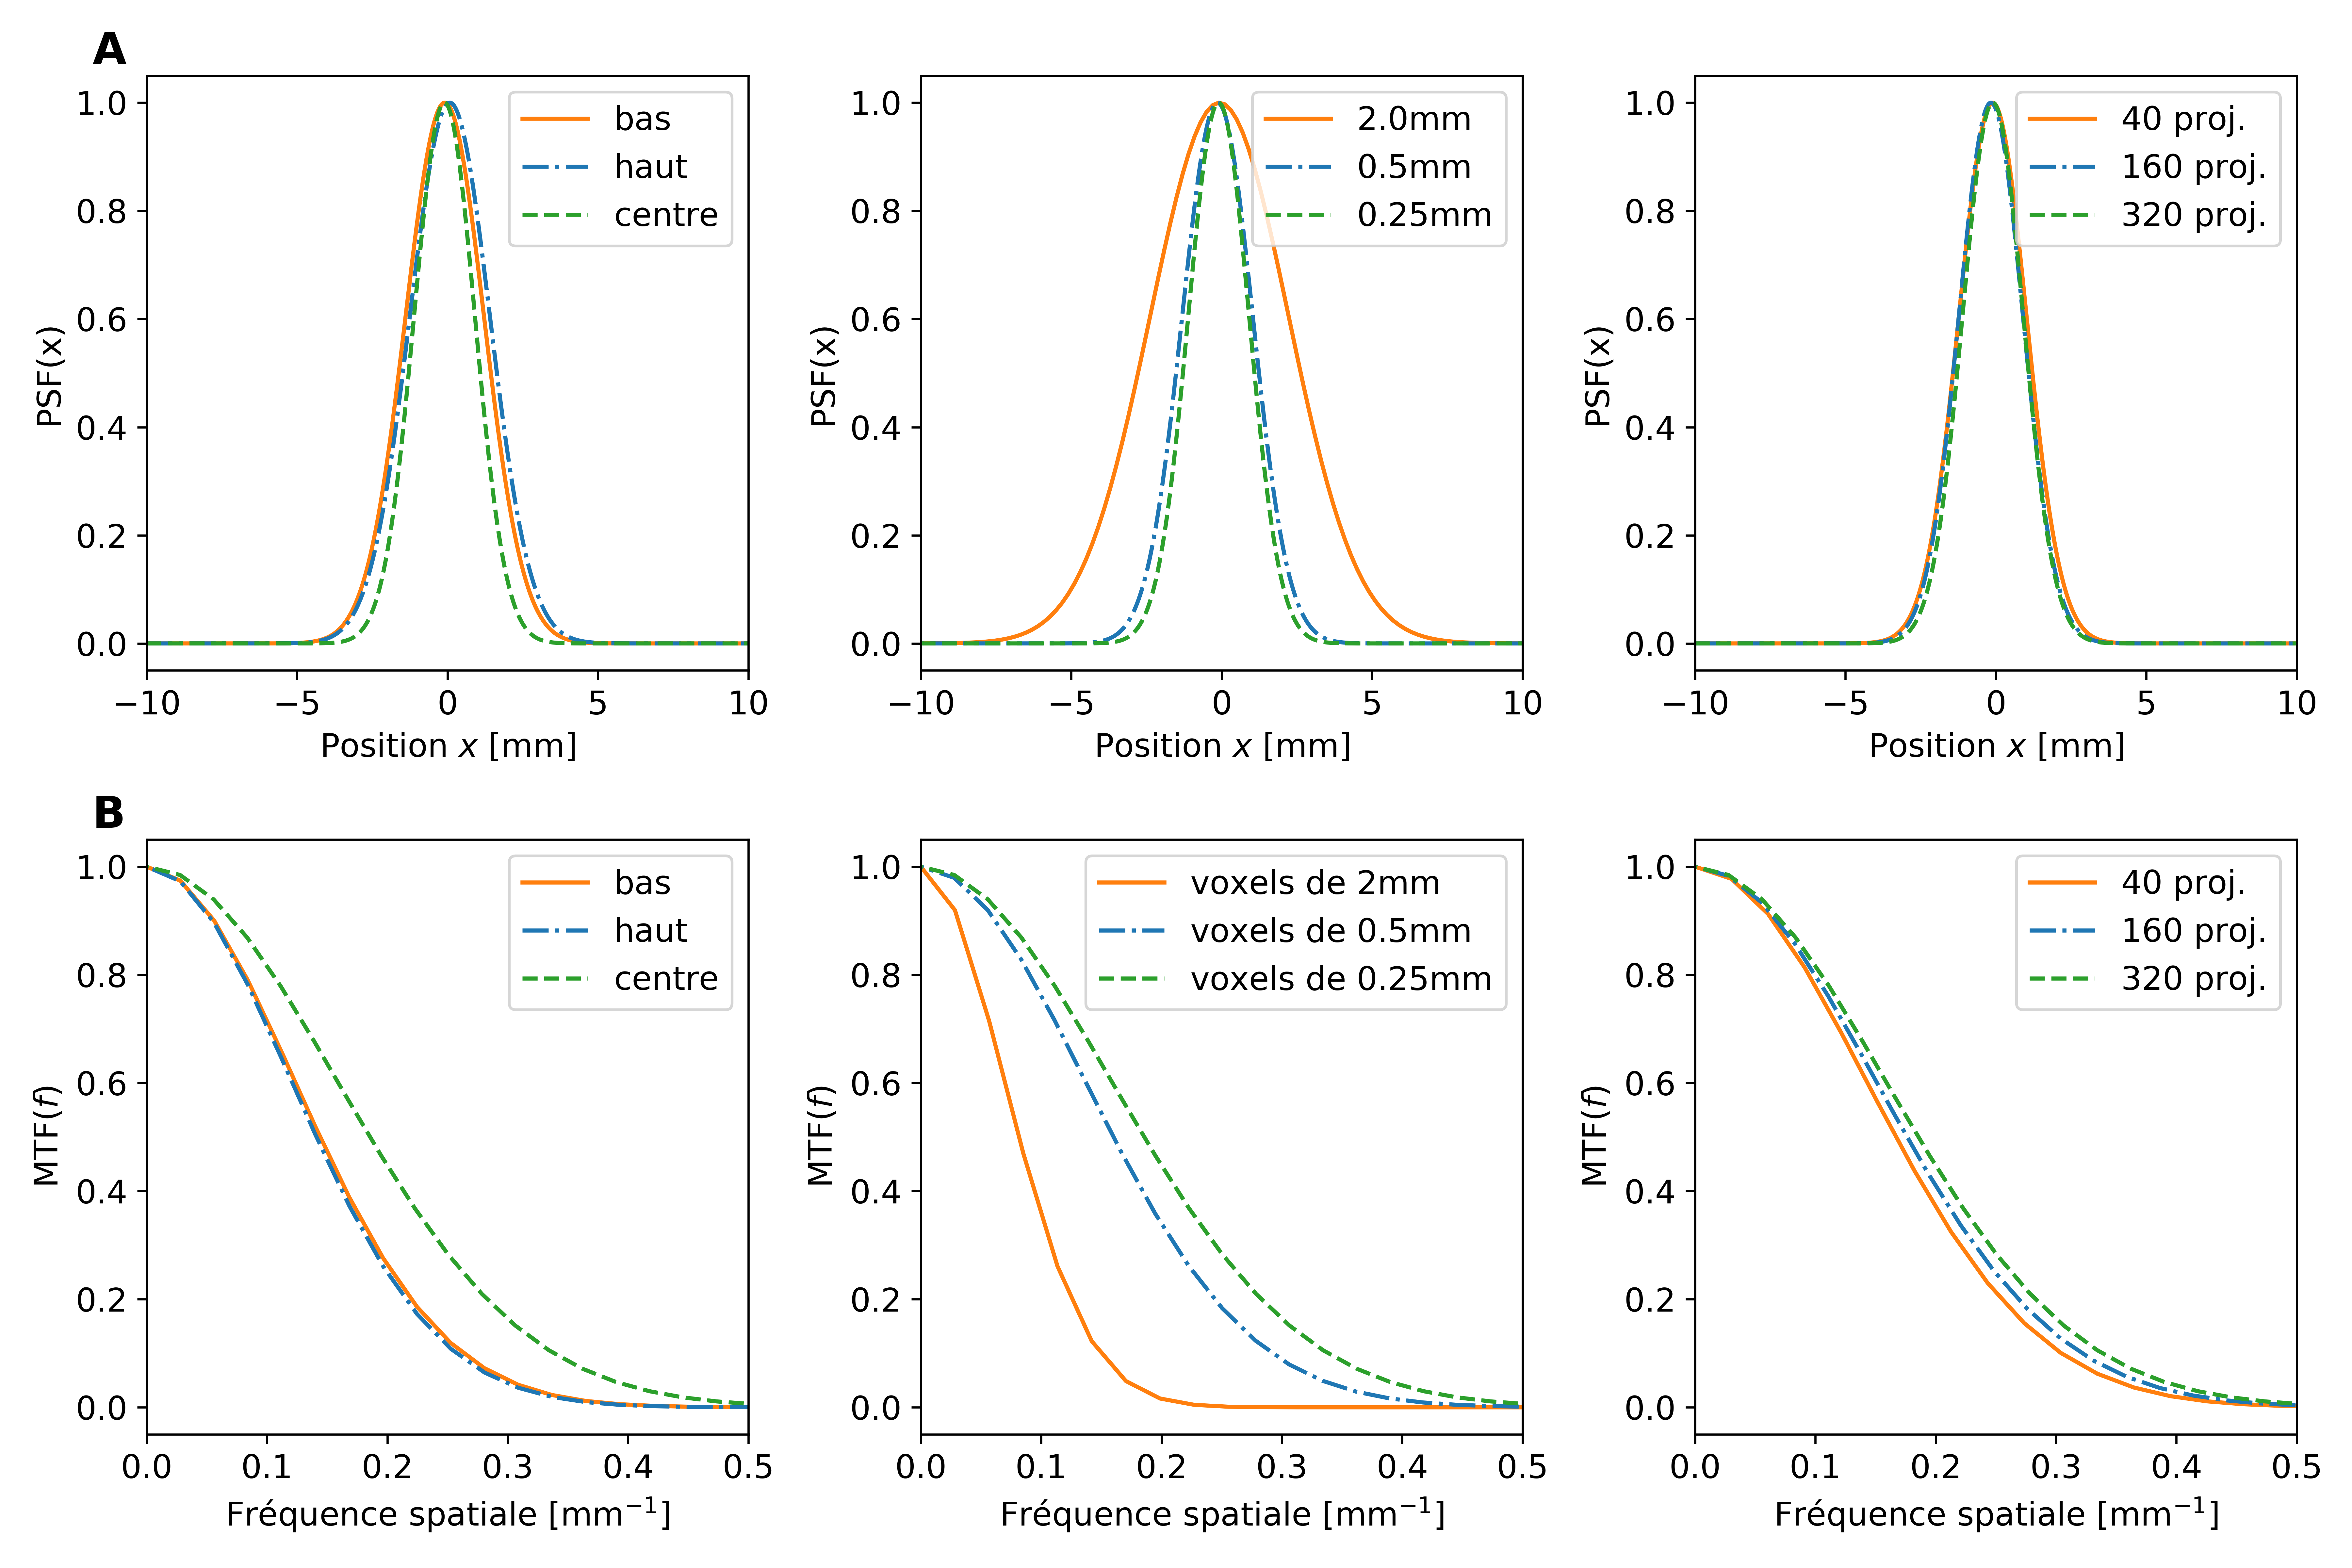 A
1.0
0.8
0.6
0.4
0.2
0.0
PSF(x)
bas
haut
centre
−10 −5 0 5 10
Position x [mm]
1.0
0.8
0.6
0.4
0.2
0.0
PSF(x)
2.0mm
0.5mm
0.25mm
−10 −5 0 5 10
Position x [mm]
1.0
0.8
0.6
0.4
0.2
0.0
PSF(x)
40 proj.
160 proj.
320 proj.
−10 −5 0 5 10
Position x [mm]
B
1.0
0.8
0.6
0.4
0.2
0.0
MTF(f)
bas
haut
centre
0.0 0.1 0.2 0.3 0.4 0.5
Fréquence spatiale [mm⁻¹]
1.0
0.8
0.6
0.4
0.2
0.0
MTF(f)
voxels de 2mm
voxels de 0.5mm
voxels de 0.25mm
0.0 0.1 0.2 0.3 0.4 0.5
Fréquence spatiale [mm⁻¹]
1.0
0.8
0.6
0.4
0.2
0.0
MTF(f)
40 proj.
160 proj.
320 proj.
0.0 0.1 0.2 0.3 0.4 0.5
Fréquence spatiale [mm⁻¹]